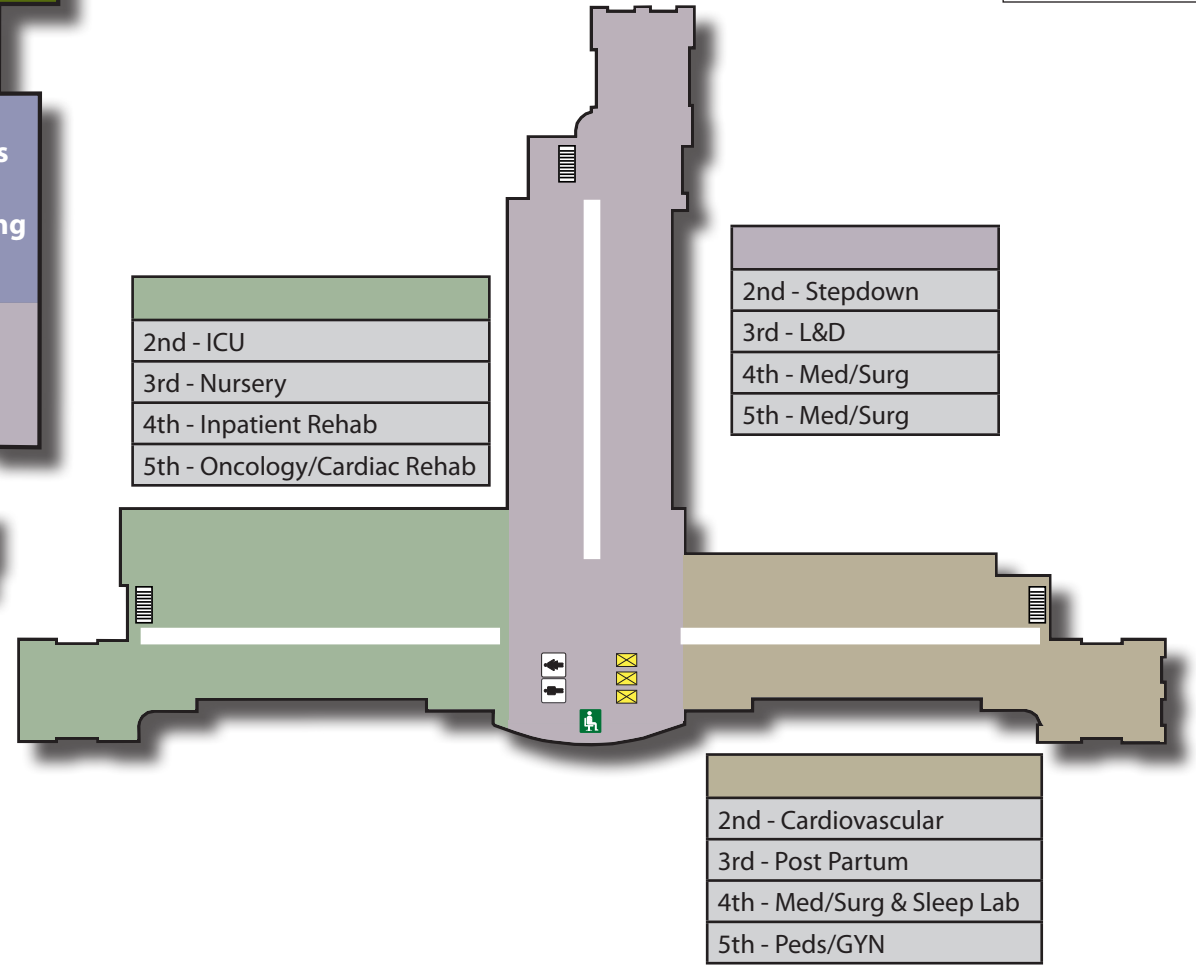 2nd - ICU
3rd - Nursery
4th - Inpatient Rehab
5th - Oncology/Cardiac Rehab
2nd - Stepdown
3rd - L&D
4th - Med/Surg
5th - Med/Surg
2nd - Cardiovascular
3rd - Post Partum
4th - Med/Surg & Sleep Lab
5th - Peds/GYN